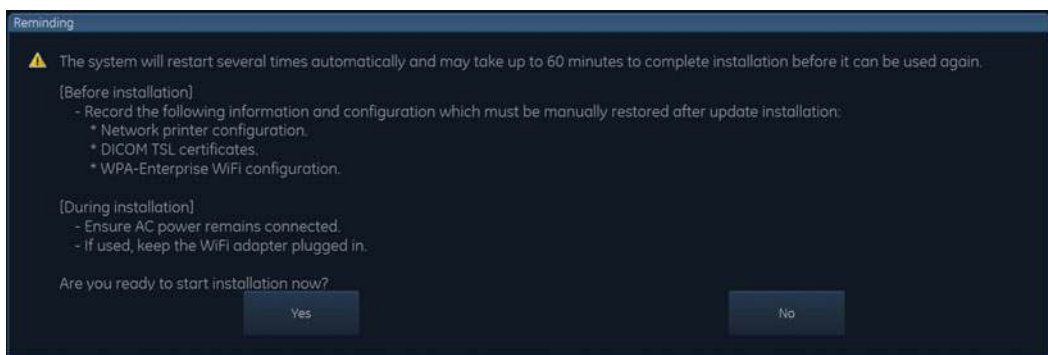 Reminding
The system will restart several times automatically and may take up to 60 minutes to complete installation before it can be used again.
[Before installation]
- Record the following information and configuration which must be manually restored after update installation:
* Network printer configuration.
* DICOM TSL certificates.
* WPA-Enterprise WiFi configuration.
[During installation]
- Ensure AC power remains connected.
- If used, keep the WiFi adapter plugged in.
Are you ready to start installation now?
Yes No